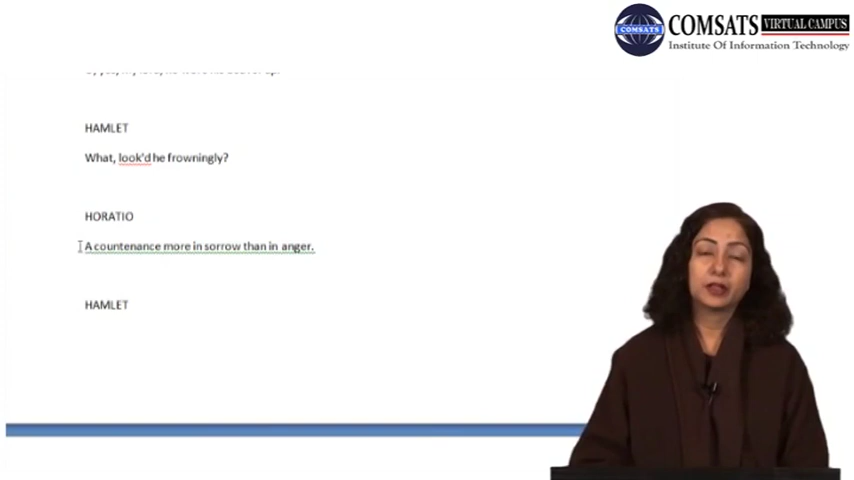 COMSATS VIRTUAL CAMPUS
Institute Of Information Technology
COMSATS
HAMLET
What, look'd he frowningly?
HORATIO
A countenance more in sorrow than in anger.
HAMLET